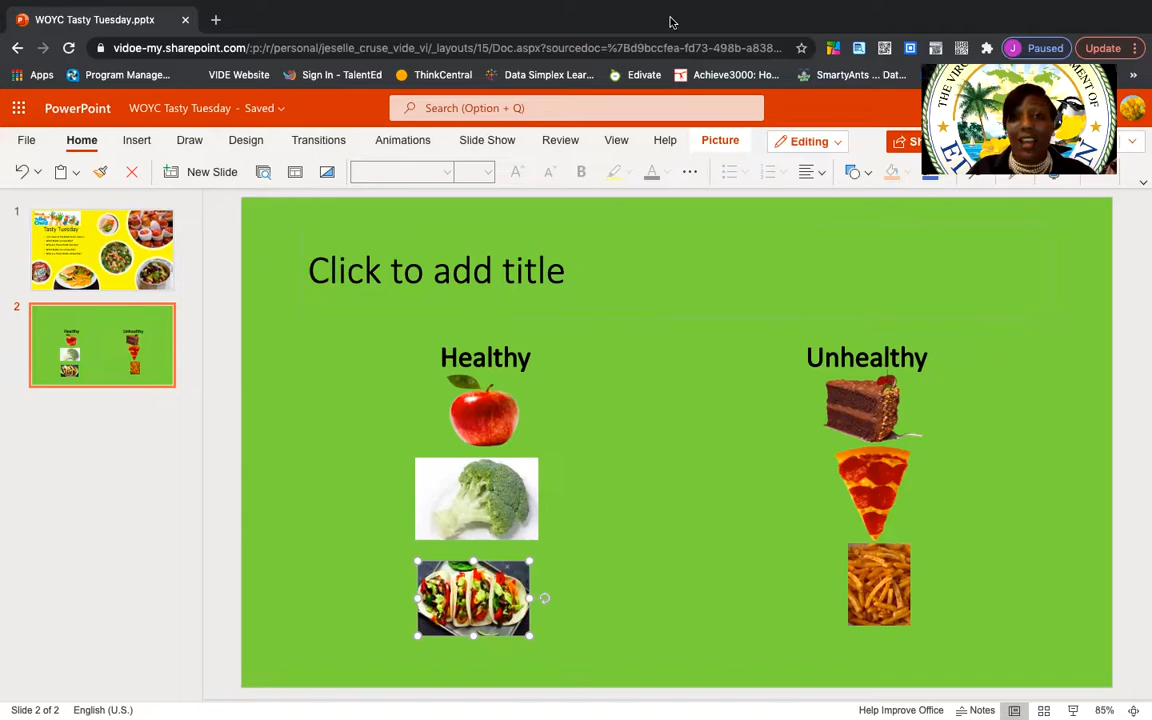 WOYC Tasty Tuesday.pptx
vidoe-my.sharepoint.com/:p:/r/personal/jeselle_cruse_vide_vi/_layouts/15/Doc.aspx?sourcedoc=%7Bd9bccfea-fd73-498b-a838...
Paused
Update
Apps
Program Manage...
VIDE Website
Sign In - TalentEd
ThinkCentral
Data Simplex Lear...
Edivate
Achieve3000: Ho...
SmartyAnts ... Dat...
PowerPoint
WOYC Tasty Tuesday - Saved
Search (Option + Q)
File Home Insert Draw Design Transitions Animations Slide Show Review View Help Picture Editing
New Slide
1
Tasty Tuesday
2
Healthy
Unhealthy
Click to add title
Healthy
Unhealthy
Slide 2 of 2
English (U.S.)
Help Improve Office
Notes
85%